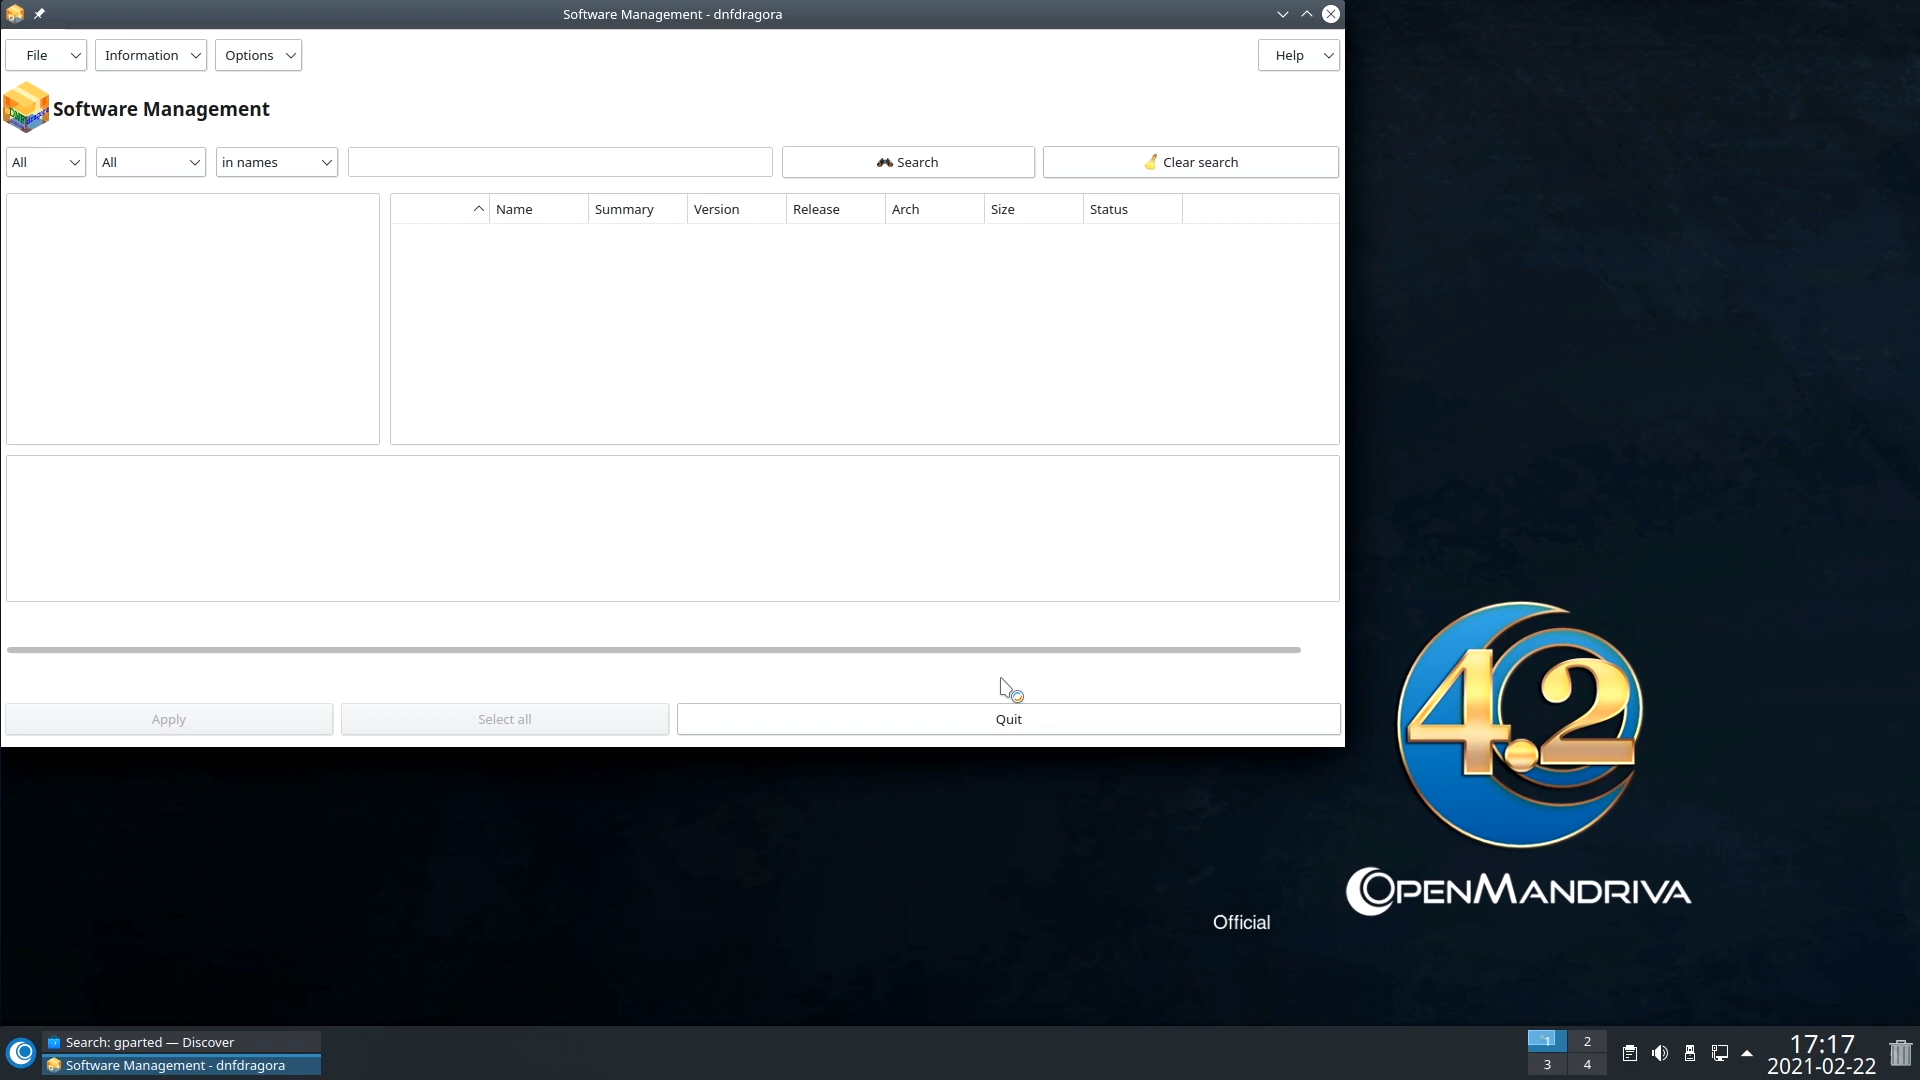 Software Management - dnfdragora
File Information Options Help
Software Management
All All in names Search Clear search
Name Summary Version Release Arch Size Status
Apply Select all Quit
4.2
OPENMANDRIVA
Official
Search: gparted — Discover
Software Management - dnfdragora
1 2
3 4
17:17
2021-02-22